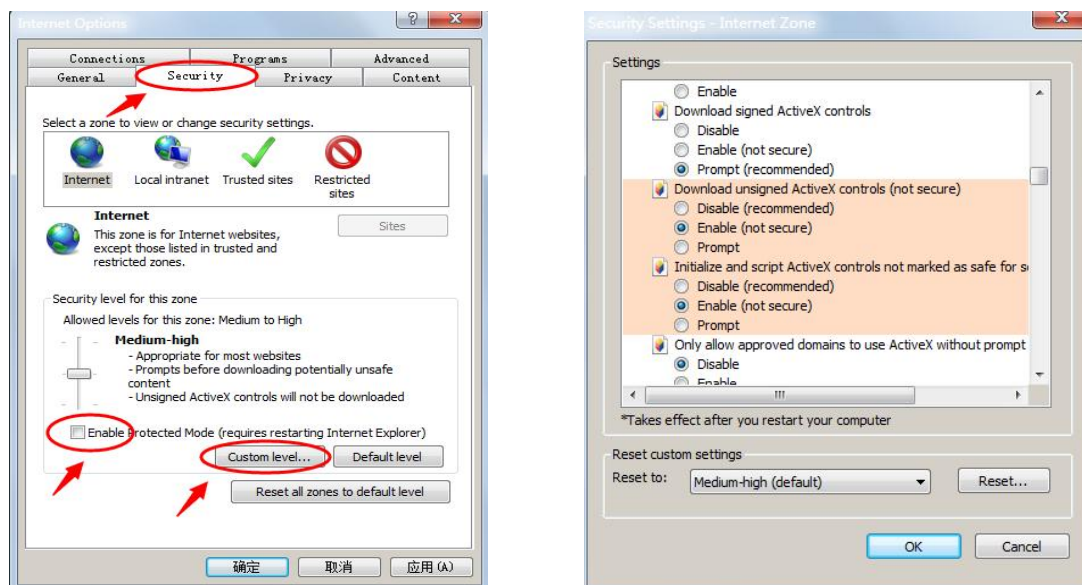 Internet Options
Connections Programs Advanced
General Security Privacy Content
Select a zone to view or change security settings.
Internet Local intranet Trusted sites Restricted
sites
Internet
This zone is for Internet websites,
except those listed in trusted and
restricted zones.
Sites
Security level for this zone
Allowed levels for this zone: Medium to High
Medium-high
- Appropriate for most websites
- Prompts before downloading potentially unsafe
content
- Unsigned ActiveX controls will not be downloaded
Enable Protected Mode (requires restarting Internet Explorer)
Custom level... Default level
Reset all zones to default level
确定 取消 应用(A)
Security Settings - Internet Zone
Settings
Enable
Download signed ActiveX controls
Disable
Enable (not secure)
Prompt (recommended)
Download unsigned ActiveX controls (not secure)
Disable (recommended)
Enable (not secure)
Prompt
Initialize and script ActiveX controls not marked as safe for s
Disable (recommended)
Enable (not secure)
Prompt
Only allow approved domains to use ActiveX without prompt
Disable
Enable
*Takes effect after you restart your computer
Reset custom settings
Reset to: Medium-high (default) Reset...
OK Cancel